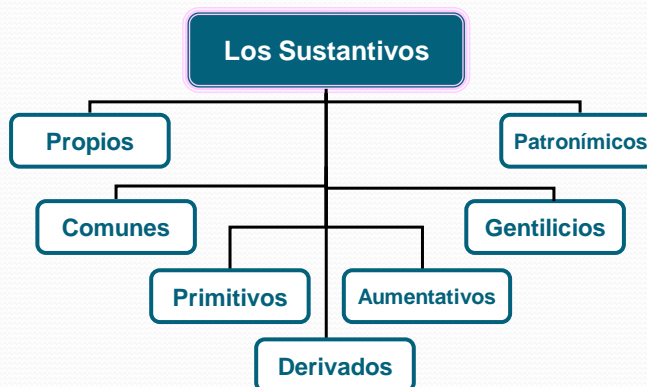 Los Sustantivos
Propios
Patronímicos
Comunes
Gentilicios
Primitivos
Aumentativos
Derivados